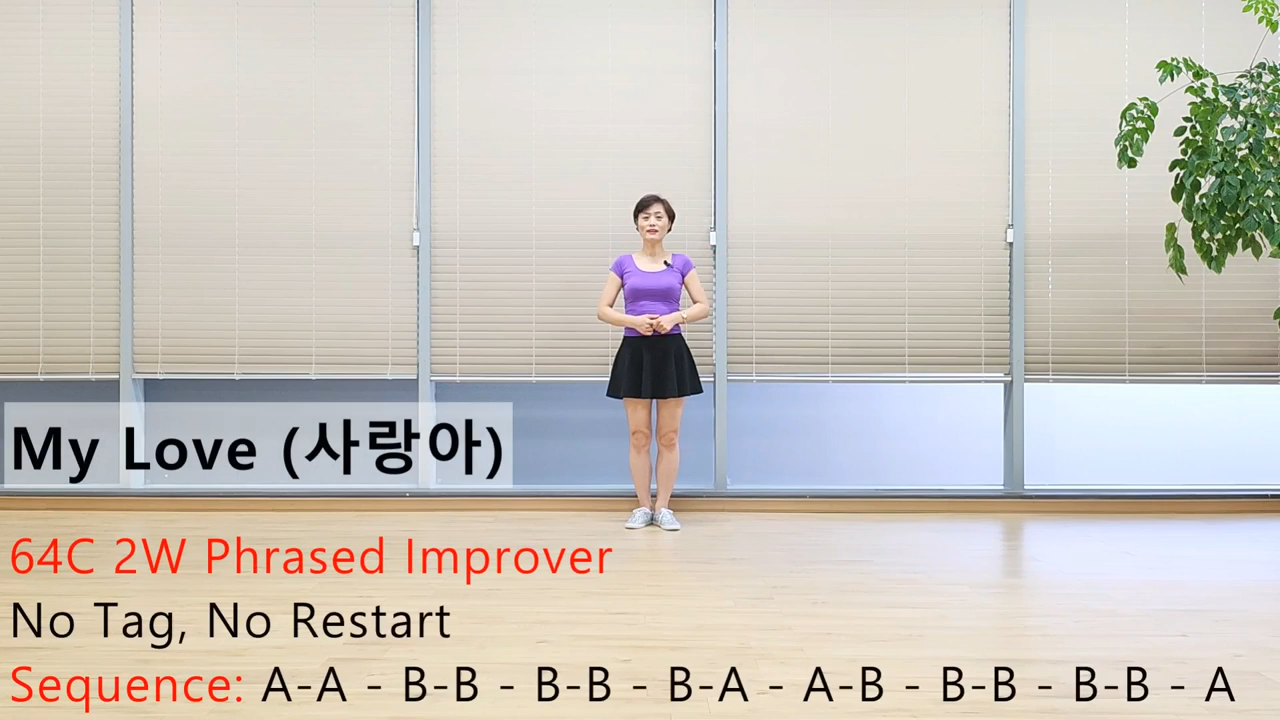 My Love (사랑아)
64C 2W Phrased Improver
No Tag, No Restart
Sequence: A-A - B-B - B-B - B-A - A-B - B-B - B-B - A